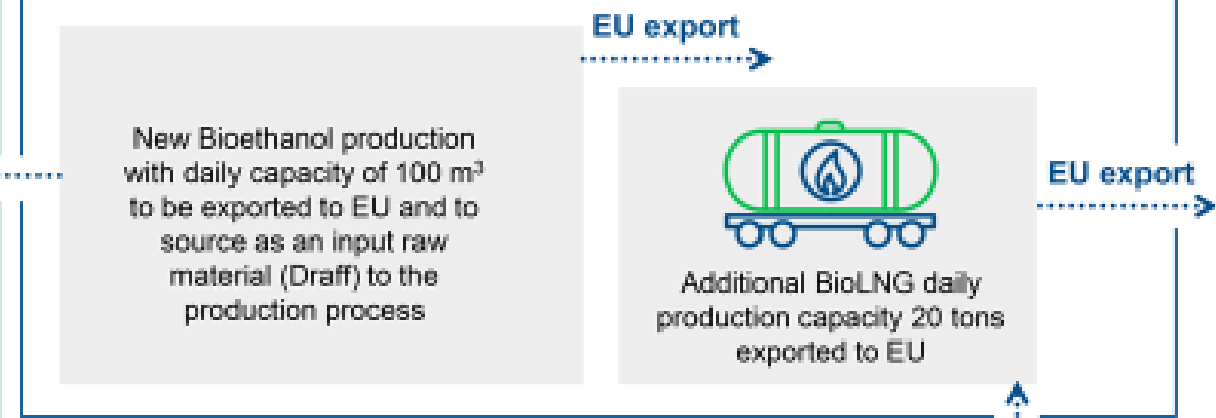 EU export
New Bioethanol production
with daily capacity of 100 m³
to be exported to EU and to
source as an input raw
material (Draff) to the
production process
EU export
Additional BioLNG daily
production capacity 20 tons
exported to EU